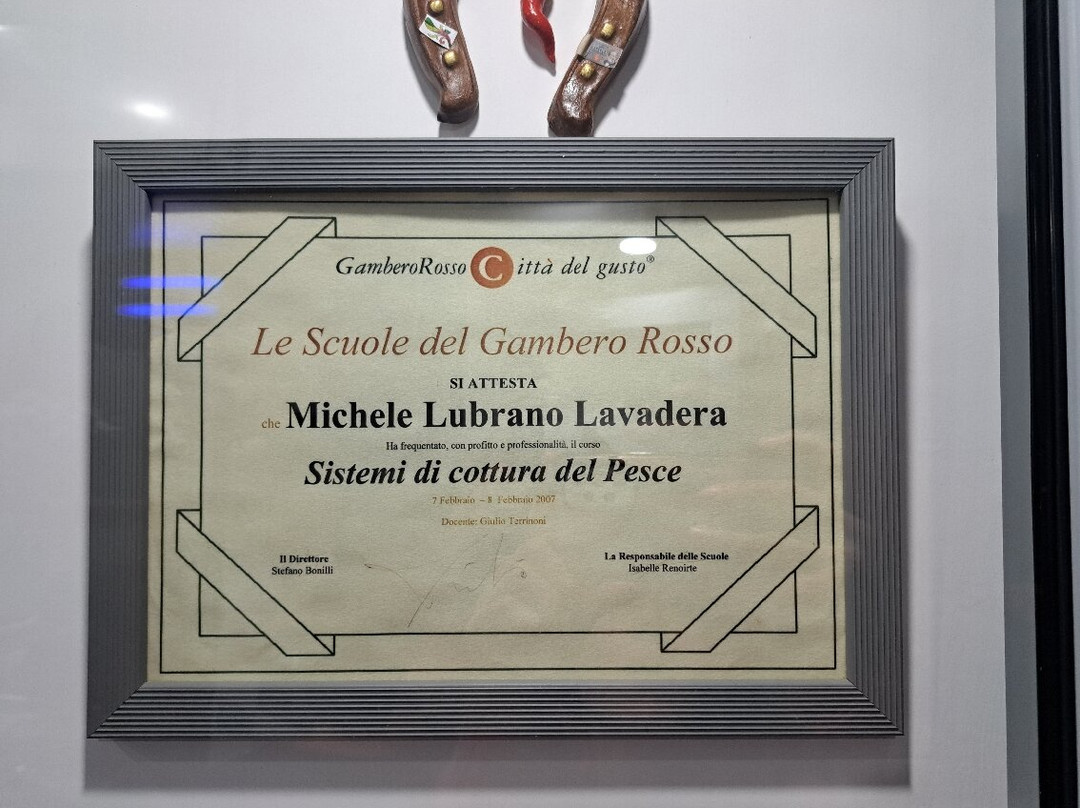 GamberoRosso Città del gusto®
Le Scuole del Gambero Rosso
SI ATTESTA
che Michele Lubrano Lavadera
Ha frequentato, con profitto e professionalità, il corso
Sistemi di cottura del Pesce
7 Febbraio – 8 Febbraio 2007
Docente: Giulio Terrinoni
Il Direttore
Stefano Bonilli
La Responsabile delle Scuole
Isabelle Renoirte